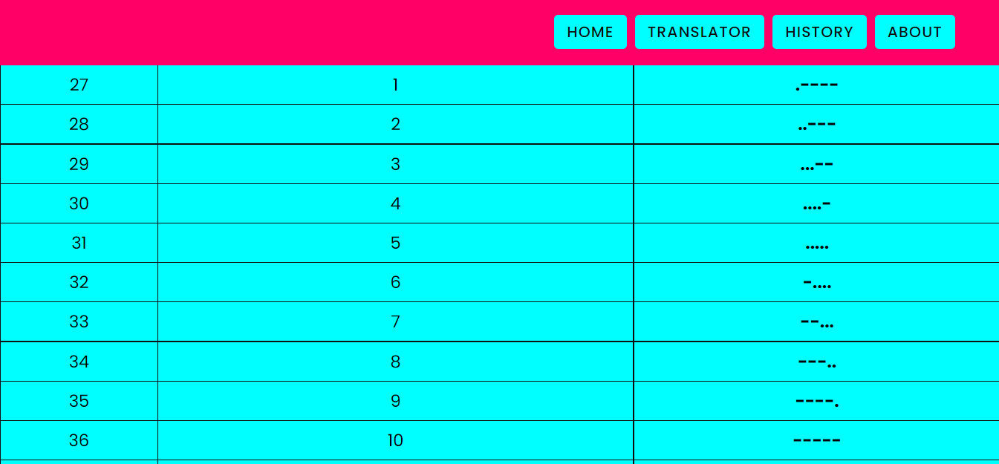 HOME TRANSLATOR HISTORY ABOUT
27 1 .----
28 2 ..---
29 3 ...--
30 4 ....-
31 5 .....
32 6 -....
33 7 --...
34 8 ---..
35 9 ----.
36 10 -----